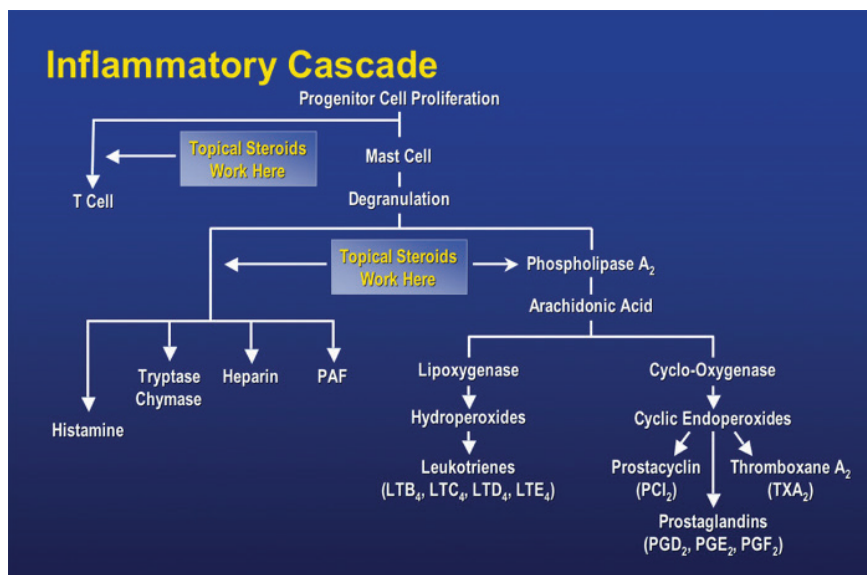 Inflammatory Cascade
Progenitor Cell Proliferation
Topical Steroids
Work Here
Mast Cell
T Cell
Degranulation
Topical Steroids
Work Here
Phospholipase A₂
Arachidonic Acid
Tryptase
Chymase
Heparin
PAF
Lipoxygenase
Cyclo-Oxygenase
Histamine
Hydroperoxides
Cyclic Endoperoxides
Leukotrienes
(LTB₄, LTC₄, LTD₄, LTE₄)
Prostacyclin
(PCI₂)
Thromboxane A₂
(TXA₂)
Prostaglandins
(PGD₂, PGE₂, PGF₂)